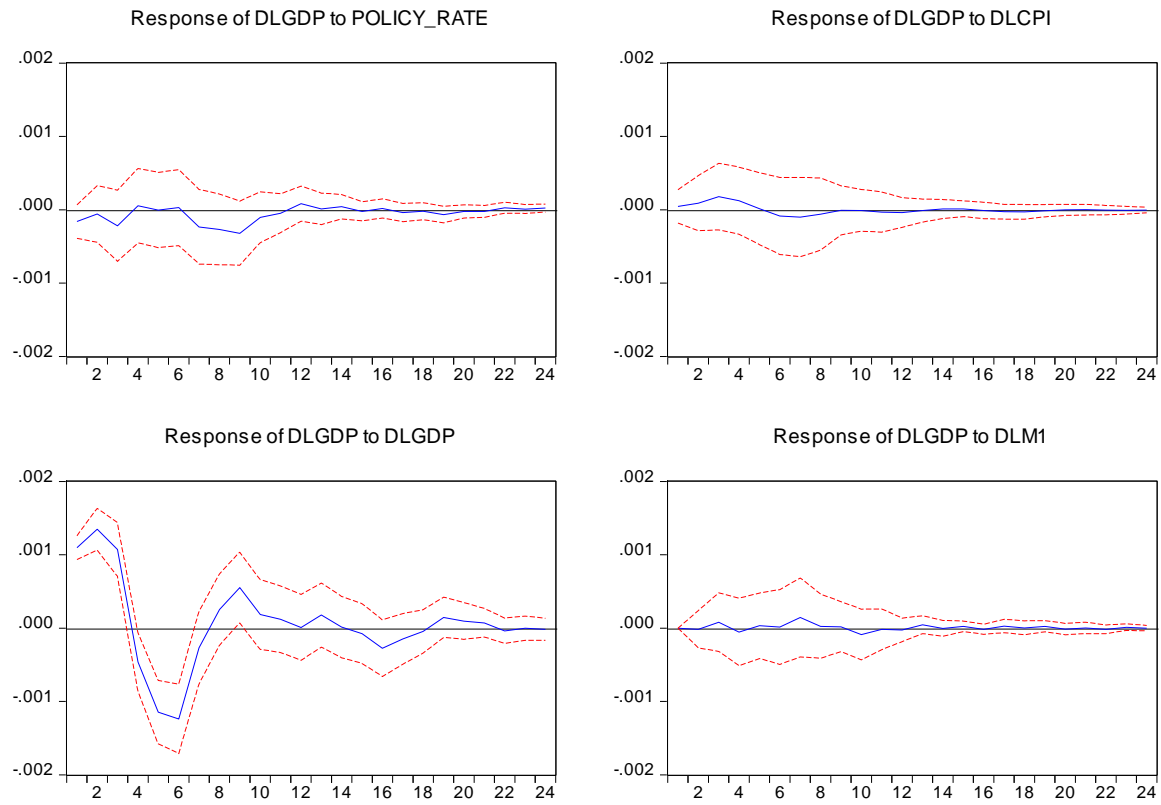 Response of DLGDP to POLICY_RATE
.002
.001
.000
-.001
-.002
2 4 6 8 10 12 14 16 18 20 22 24
Response of DLGDP to DLCPI
.002
.001
.000
-.001
-.002
2 4 6 8 10 12 14 16 18 20 22 24
Response of DLGDP to DLGDP
.002
.001
.000
-.001
-.002
2 4 6 8 10 12 14 16 18 20 22 24
Response of DLGDP to DLM1
.002
.001
.000
-.001
-.002
2 4 6 8 10 12 14 16 18 20 22 24